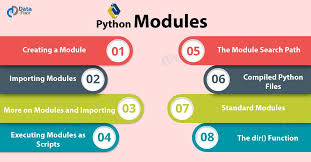 Data
Flair
Python Modules
Creating a Module 01
Importing Modules 02
More on Modules and Importing 03
Executing Modules as
Scripts 04
05 The Module Search Path
06 Compiled Python
Files
07 Standard Modules
08 The dir() Function